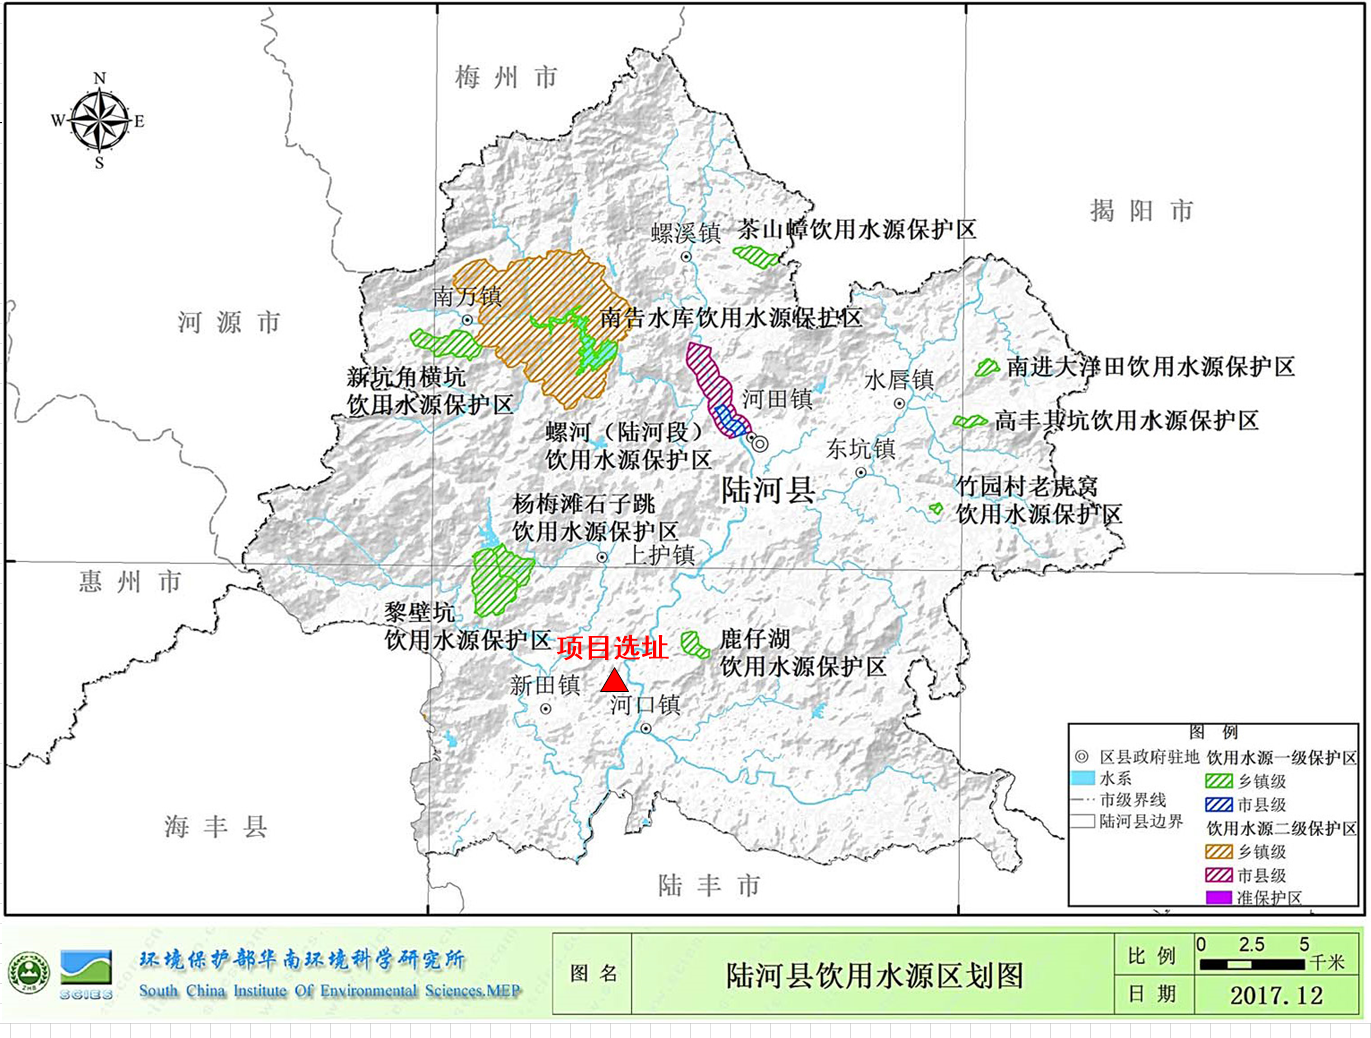 梅州市
N
W
E
S
揭阳市
螺溪镇
茶山嶂饮用水源保护区
南万镇
河源市
南告水库饮用水源保护区
新坑角横坑
饮用水源保护区
南进大洋田饮用水源保护区
水唇镇
河田镇
高丰其坑饮用水源保护区
螺河（陆河段）
饮用水源保护区
东坑镇
陆河县
竹园村老虎窝
饮用水源保护区
杨梅滩石子跳
饮用水源保护区
上护镇
惠州市
黎壁坑
饮用水源保护区
项目选址
鹿仔湖
饮用水源保护区
新田镇
河口镇
海丰县
陆丰市
图 例
区县政府驻地
水系
市级界线
陆河县边界
饮用水源一级保护区
乡镇级
市县级
饮用水源二级保护区
乡镇级
市县级
准保护区
SCIES
环境保护部华南环境科学研究所
South China Institute Of Environmental Sciences.MEP
图 名
陆河县饮用水源区划图
比 例
0 2.5 5
千米
日 期
2017.12